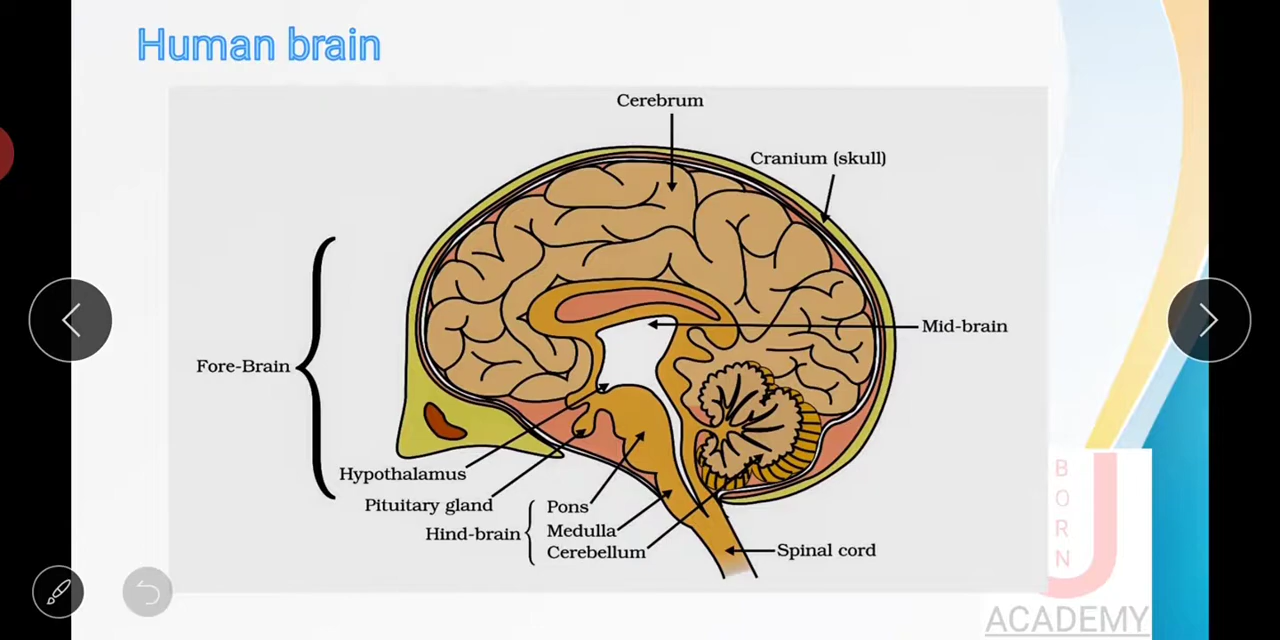 Human brain
Cerebrum
Cranium (skull)
Mid-brain
Fore-Brain
Hypothalamus
Pituitary gland
Hind-brain
Pons
Medulla
Cerebellum
Spinal cord
BORN
J
ACADEMY